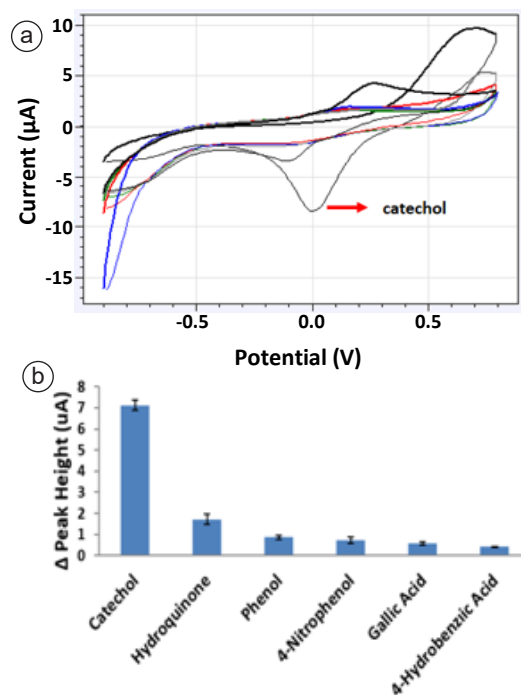 a
10
5
0
-5
-10
-15
Current (µA)
catechol
-0.5
0.0
0.5
Potential (V)
b
8
7
6
5
4
3
2
1
0
Δ Peak Height (uA)
Catechol
Hydroquinone
Phenol
4-Nitrophenol
Gallic Acid
4-Hydrobenziic Acid